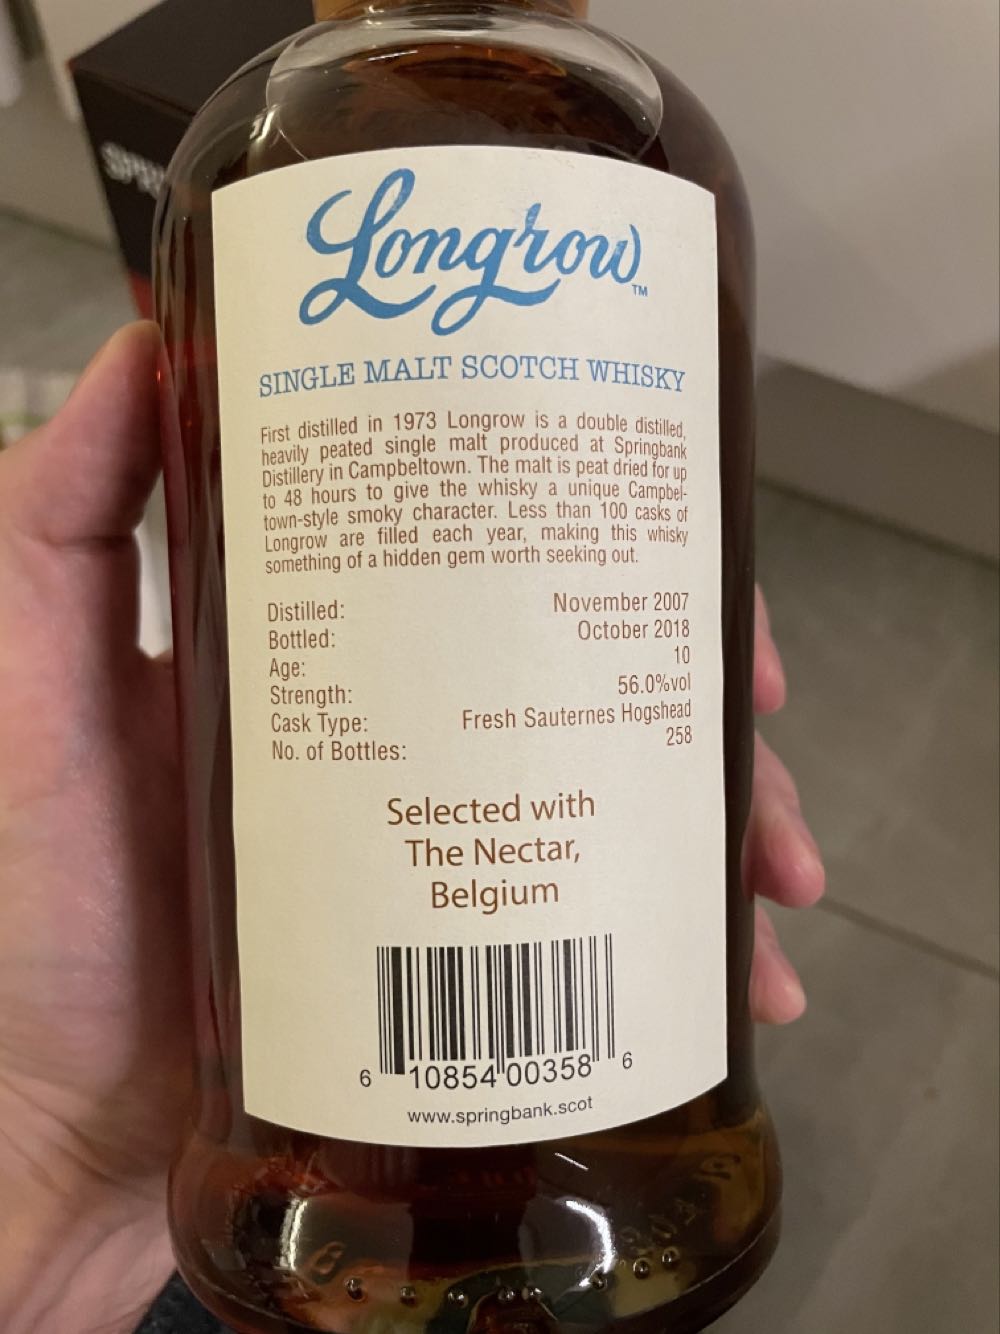 SPR
Longrow™
SINGLE MALT SCOTCH WHISKY
First distilled in 1973 Longrow is a double distilled,
heavily peated single malt produced at Springbank
Distillery in Campbeltown. The malt is peat dried for up
to 48 hours to give the whisky a unique Campbel-
town-style smoky character. Less than 100 casks of
Longrow are filled each year, making this whisky
something of a hidden gem worth seeking out.
Distilled: November 2007
Bottled: October 2018
Age: 10
Strength: 56.0%vol
Cask Type: Fresh Sauternes Hogshead
No. of Bottles: 258
Selected with
The Nectar,
Belgium
6 10854 00358 6
www.springbank.scot